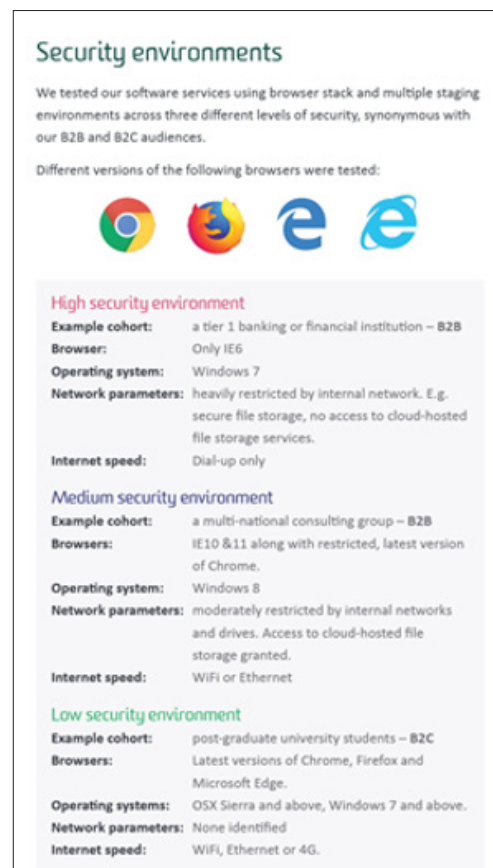 Security environments
We tested our software services using browser stack and multiple staging
environments across three different levels of security, synonymous with
our B2B and B2C audiences.
Different versions of the following browsers were tested:
High security environment
Example cohort: a tier 1 banking or financial institution – B2B
Browser: Only IE6
Operating system: Windows 7
Network parameters: heavily restricted by internal network. E.g.
secure file storage, no access to cloud-hosted
file storage services.
Internet speed: Dial-up only
Medium security environment
Example cohort: a multi-national consulting group – B2B
Browsers: IE10 &11 along with restricted, latest version
of Chrome.
Operating system: Windows 8
Network parameters: moderately restricted by internal networks
and drives. Access to cloud-hosted file
storage granted.
Internet speed: WiFi or Ethernet
Low security environment
Example cohort: post-graduate university students – B2C
Browsers: Latest versions of Chrome, Firefox and
Microsoft Edge.
Operating systems: OSX Sierra and above, Windows 7 and above.
Network parameters: None identified
Internet speed: WiFi, Ethernet or 4G.